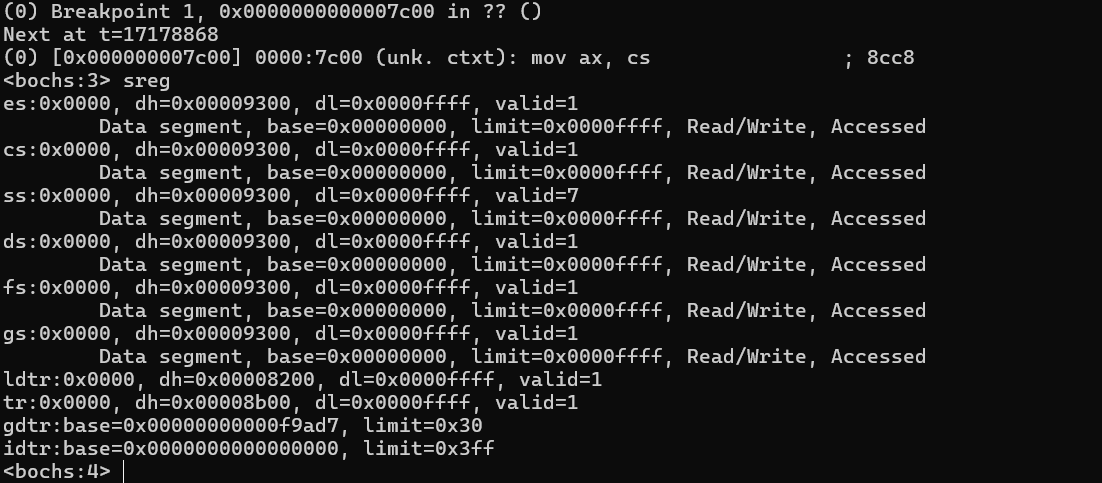 (0) Breakpoint 1, 0x0000000000007c00 in ?? ()
Next at t=17178868
(0) [0x000000007c00] 0000:7c00 (unk. ctxt): mov ax, cs                ; 8cc8
<bochs:3> sreg
es:0x0000, dh=0x00009300, dl=0x0000ffff, valid=1
        Data segment, base=0x00000000, limit=0x0000ffff, Read/Write, Accessed
cs:0x0000, dh=0x00009300, dl=0x0000ffff, valid=1
        Data segment, base=0x00000000, limit=0x0000ffff, Read/Write, Accessed
ss:0x0000, dh=0x00009300, dl=0x0000ffff, valid=7
        Data segment, base=0x00000000, limit=0x0000ffff, Read/Write, Accessed
ds:0x0000, dh=0x00009300, dl=0x0000ffff, valid=1
        Data segment, base=0x00000000, limit=0x0000ffff, Read/Write, Accessed
fs:0x0000, dh=0x00009300, dl=0x0000ffff, valid=1
        Data segment, base=0x00000000, limit=0x0000ffff, Read/Write, Accessed
gs:0x0000, dh=0x00009300, dl=0x0000ffff, valid=1
        Data segment, base=0x00000000, limit=0x0000ffff, Read/Write, Accessed
ldtr:0x0000, dh=0x00008200, dl=0x0000ffff, valid=1
tr:0x0000, dh=0x00008b00, dl=0x0000ffff, valid=1
gdtr:base=0x00000000000f9ad7, limit=0x30
idtr:base=0x0000000000000000, limit=0x3ff
<bochs:4>